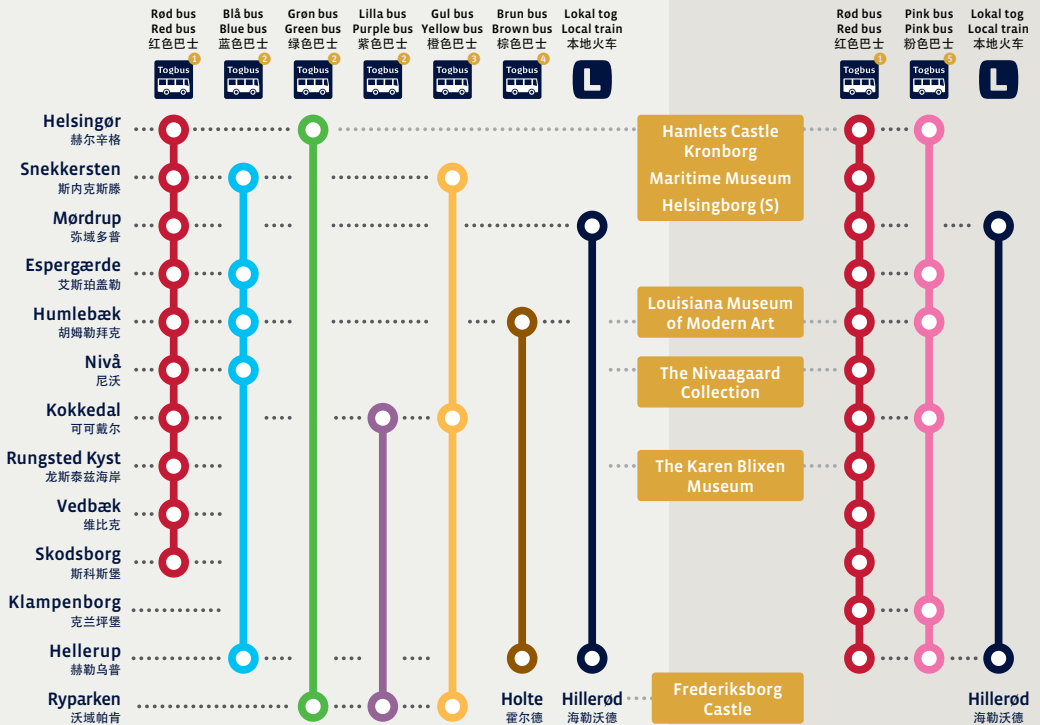 Rød bus
Red bus
红色巴士
Togbus 1
Blå bus
Blue bus
蓝色巴士
Togbus 2
Grøn bus
Green bus
绿色巴士
Togbus 2
Lilla bus
Purple bus
紫色巴士
Togbus 2
Gul bus
Yellow bus
橙色巴士
Togbus 3
Brun bus
Brown bus
棕色巴士
Togbus 4
Lokal tog
Local train
本地火车
L
Rød bus
Red bus
红色巴士
Togbus 1
Pink bus
Pink bus
粉色巴士
Togbus 5
Lokal tog
Local train
本地火车
L
Helsingør
赫尔辛格
Snekkersten
斯内克斯滕
Mørdrup
弥域多普
Espergærde
艾斯珀盖勒
Humlebæk
胡姆勒拜克
Nivå
尼沃
Kokkedal
可可戴尔
Rungsted Kyst
龙斯泰兹海岸
Vedbæk
维比克
Skodsborg
斯科斯堡
Klampenborg
克兰坪堡
Hellerup
赫勒乌普
Ryparken
沃域帕肯
Holte
霍尔德
Hillerød
海勒沃德
Hamlets Castle
Kronborg
Maritime Museum
Helsingborg (S)
Louisiana Museum
of Modern Art
The Nivaagaard
Collection
The Karen Blixen
Museum
Frederiksborg
Castle
Hillerød
海勒沃德